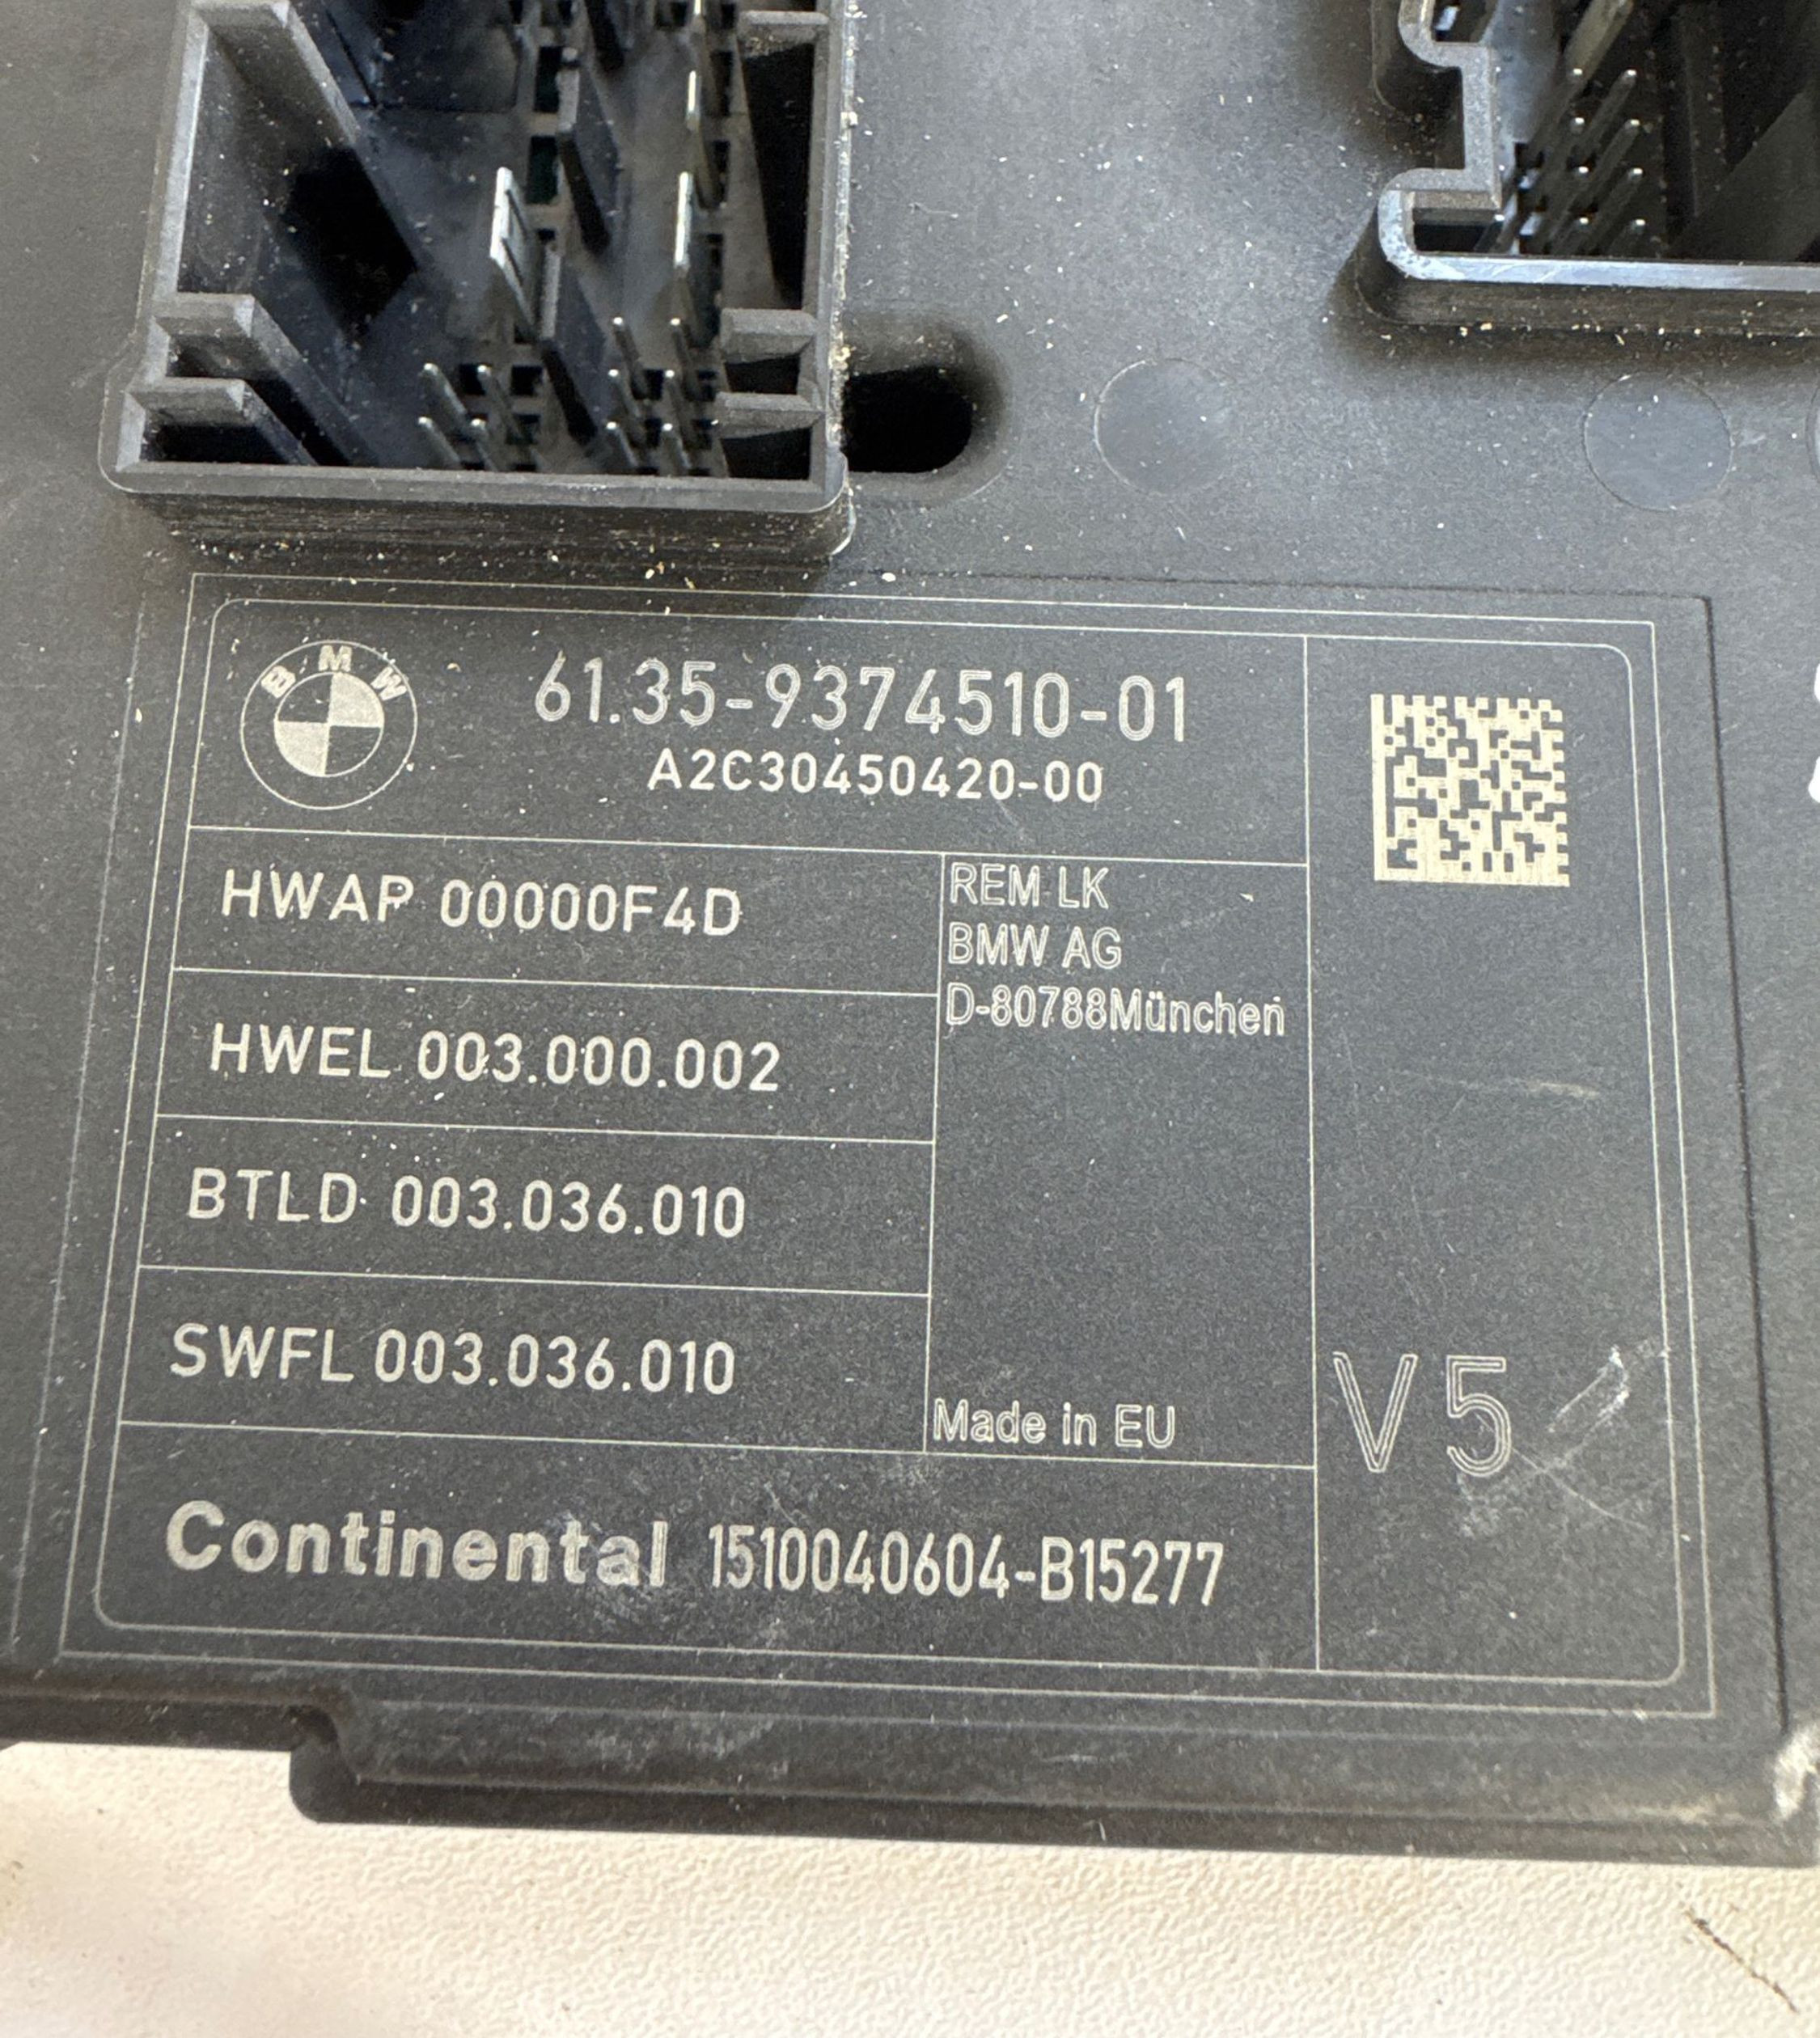 BMW
61.35-9374510-01
A2C30450420-00
HWAP 00000F4D
HWEL 003.000.002
BTLD 003.036.010
SWFL 003.036.010
REM LK
BMW AG
D-80788München
Made in EU
V5
Continental 1510040604-B15277